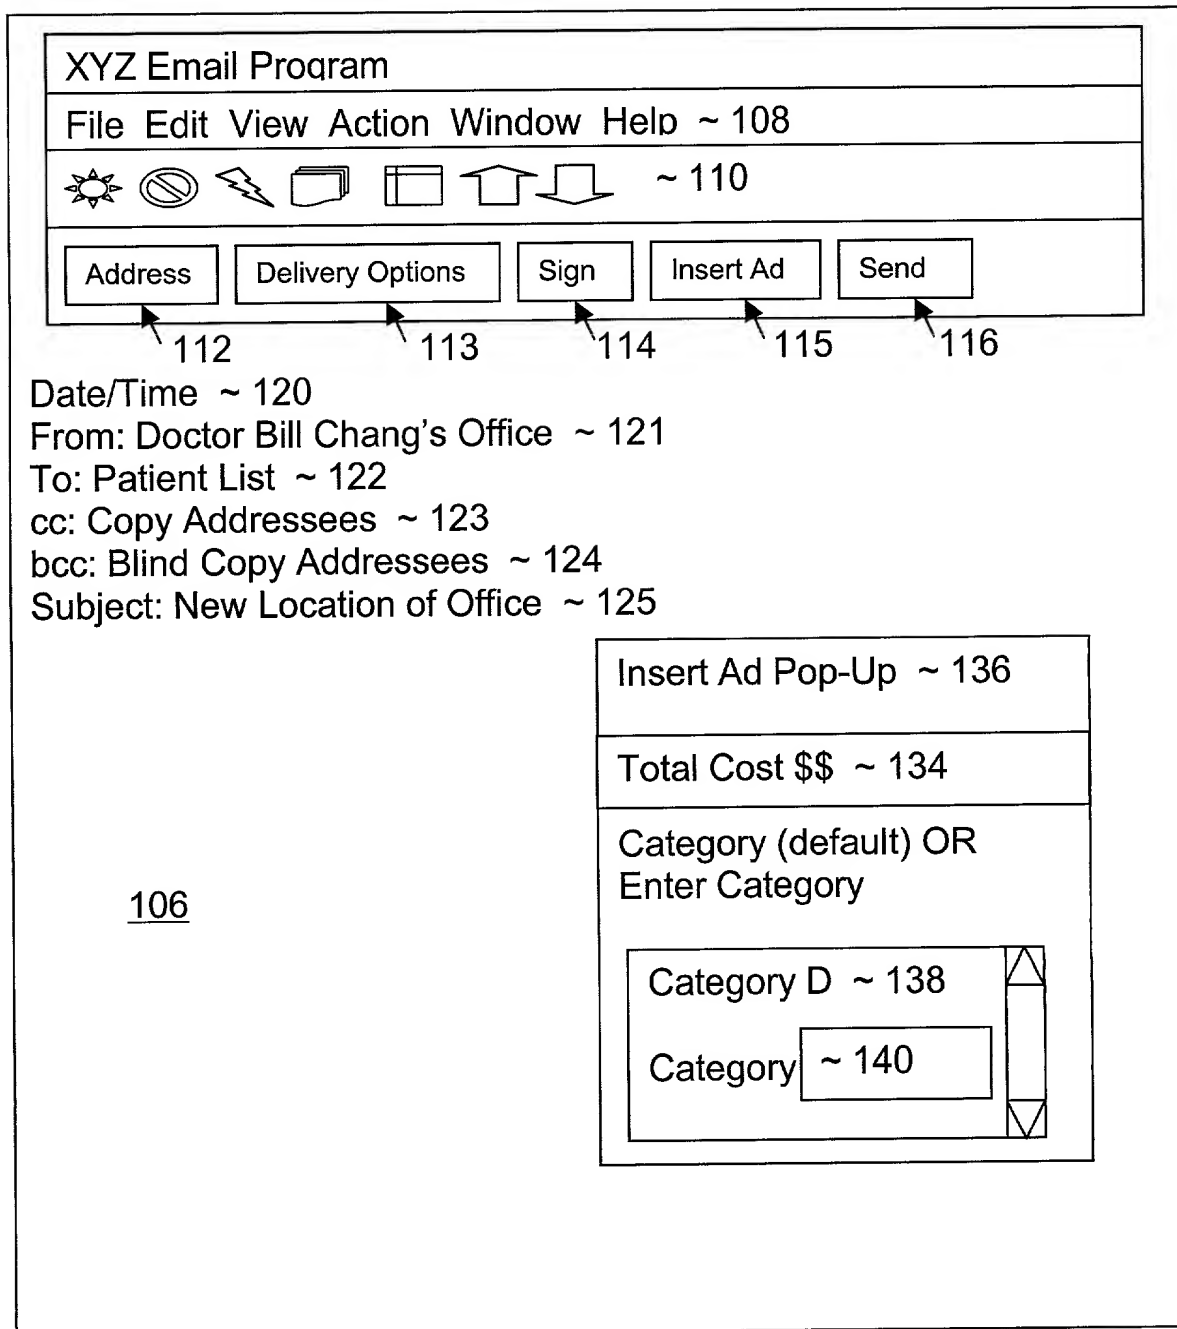 XYZ Email Program
File Edit View Action Window Help ~ 108
~ 110
Address Delivery Options Sign Insert Ad Send
112 113 114 115 116
Date/Time ~ 120
From: Doctor Bill Chang's Office ~ 121
To: Patient List ~ 122
cc: Copy Addressees ~ 123
bcc: Blind Copy Addressees ~ 124
Subject: New Location of Office ~ 125
Insert Ad Pop-Up ~ 136
Total Cost $$ ~ 134
Category (default) OR
Enter Category
106
Category D ~ 138
Category ~ 140